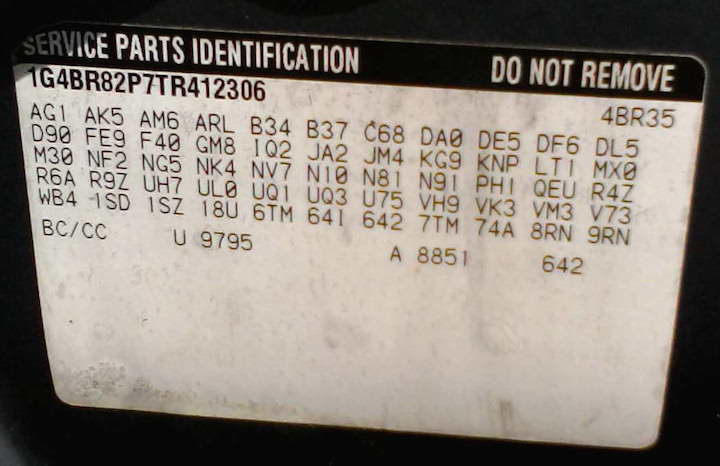 SERVICE PARTS IDENTIFICATION DO NOT REMOVE
1G4BR82P7TR412306 4BR35
AG1 AK5 AM6 ARL B34 B37 C68 DA0 DE5 DF6 DL5
D90 FE9 F40 GM8 IQ2 JA2 JM4 KG9 KNP LT1 MX0
M30 NF2 NG5 NK4 NV7 N10 N81 N91 PH1 QEU R4Z
R6A R9Z UH7 UL0 UQ1 UQ3 U75 VH9 VK3 VM3 V73
WB4 1SD 1SZ 18U 6TM 64I 642 7TM 74A 8RN 9RN
BC/CC U 9795 A 8851 642